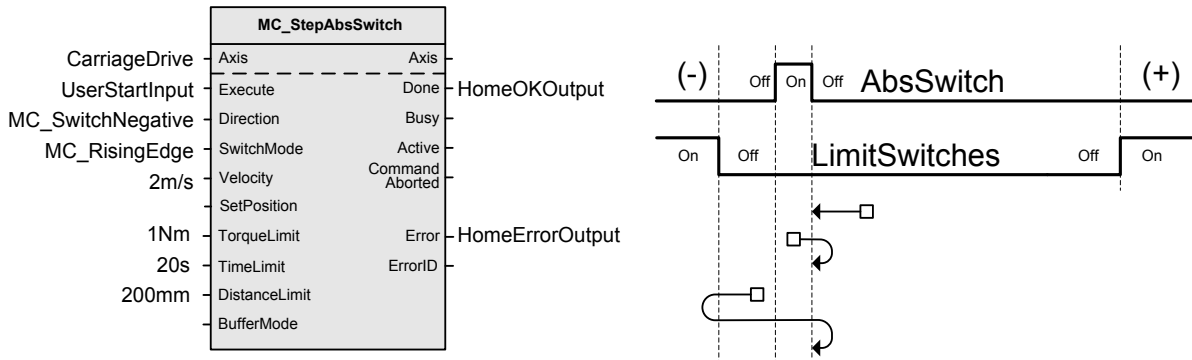 MC_StepAbsSwitch
CarriageDrive Axis Axis
UserStartInput Execute Done HomeOKOutput
MC_SwitchNegative Direction Busy
MC_RisingEdge SwitchMode Active
2m/s Velocity Command Aborted
SetPosition
1Nm TorqueLimit Error HomeErrorOutput
20s TimeLimit ErrorID
200mm DistanceLimit
BufferMode
(-) Off On Off AbsSwitch (+)
On Off LimitSwitches Off On